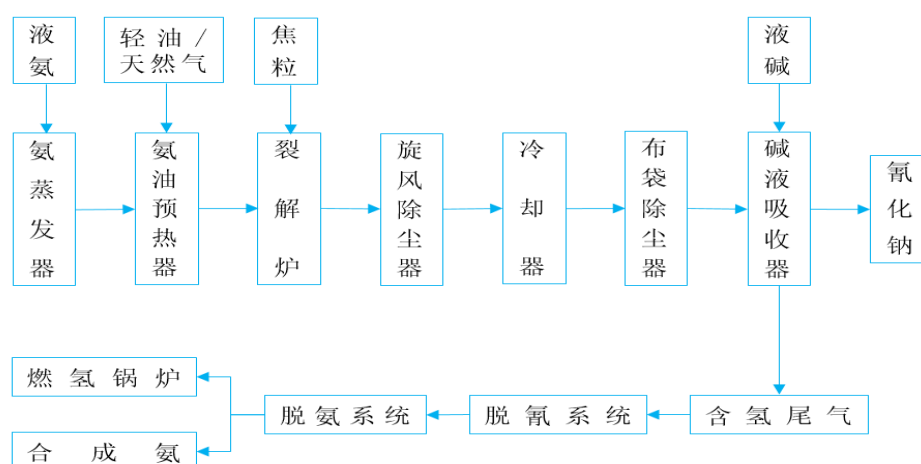 液氨
轻油/
天然气
焦粒
液碱
氨蒸发器
氨油预热器
裂解炉
旋风除尘器
冷却器
布袋除尘器
碱液吸收器
氰化钠
燃氢锅炉
脱氨系统
脱氰系统
含氢尾气
合成氨